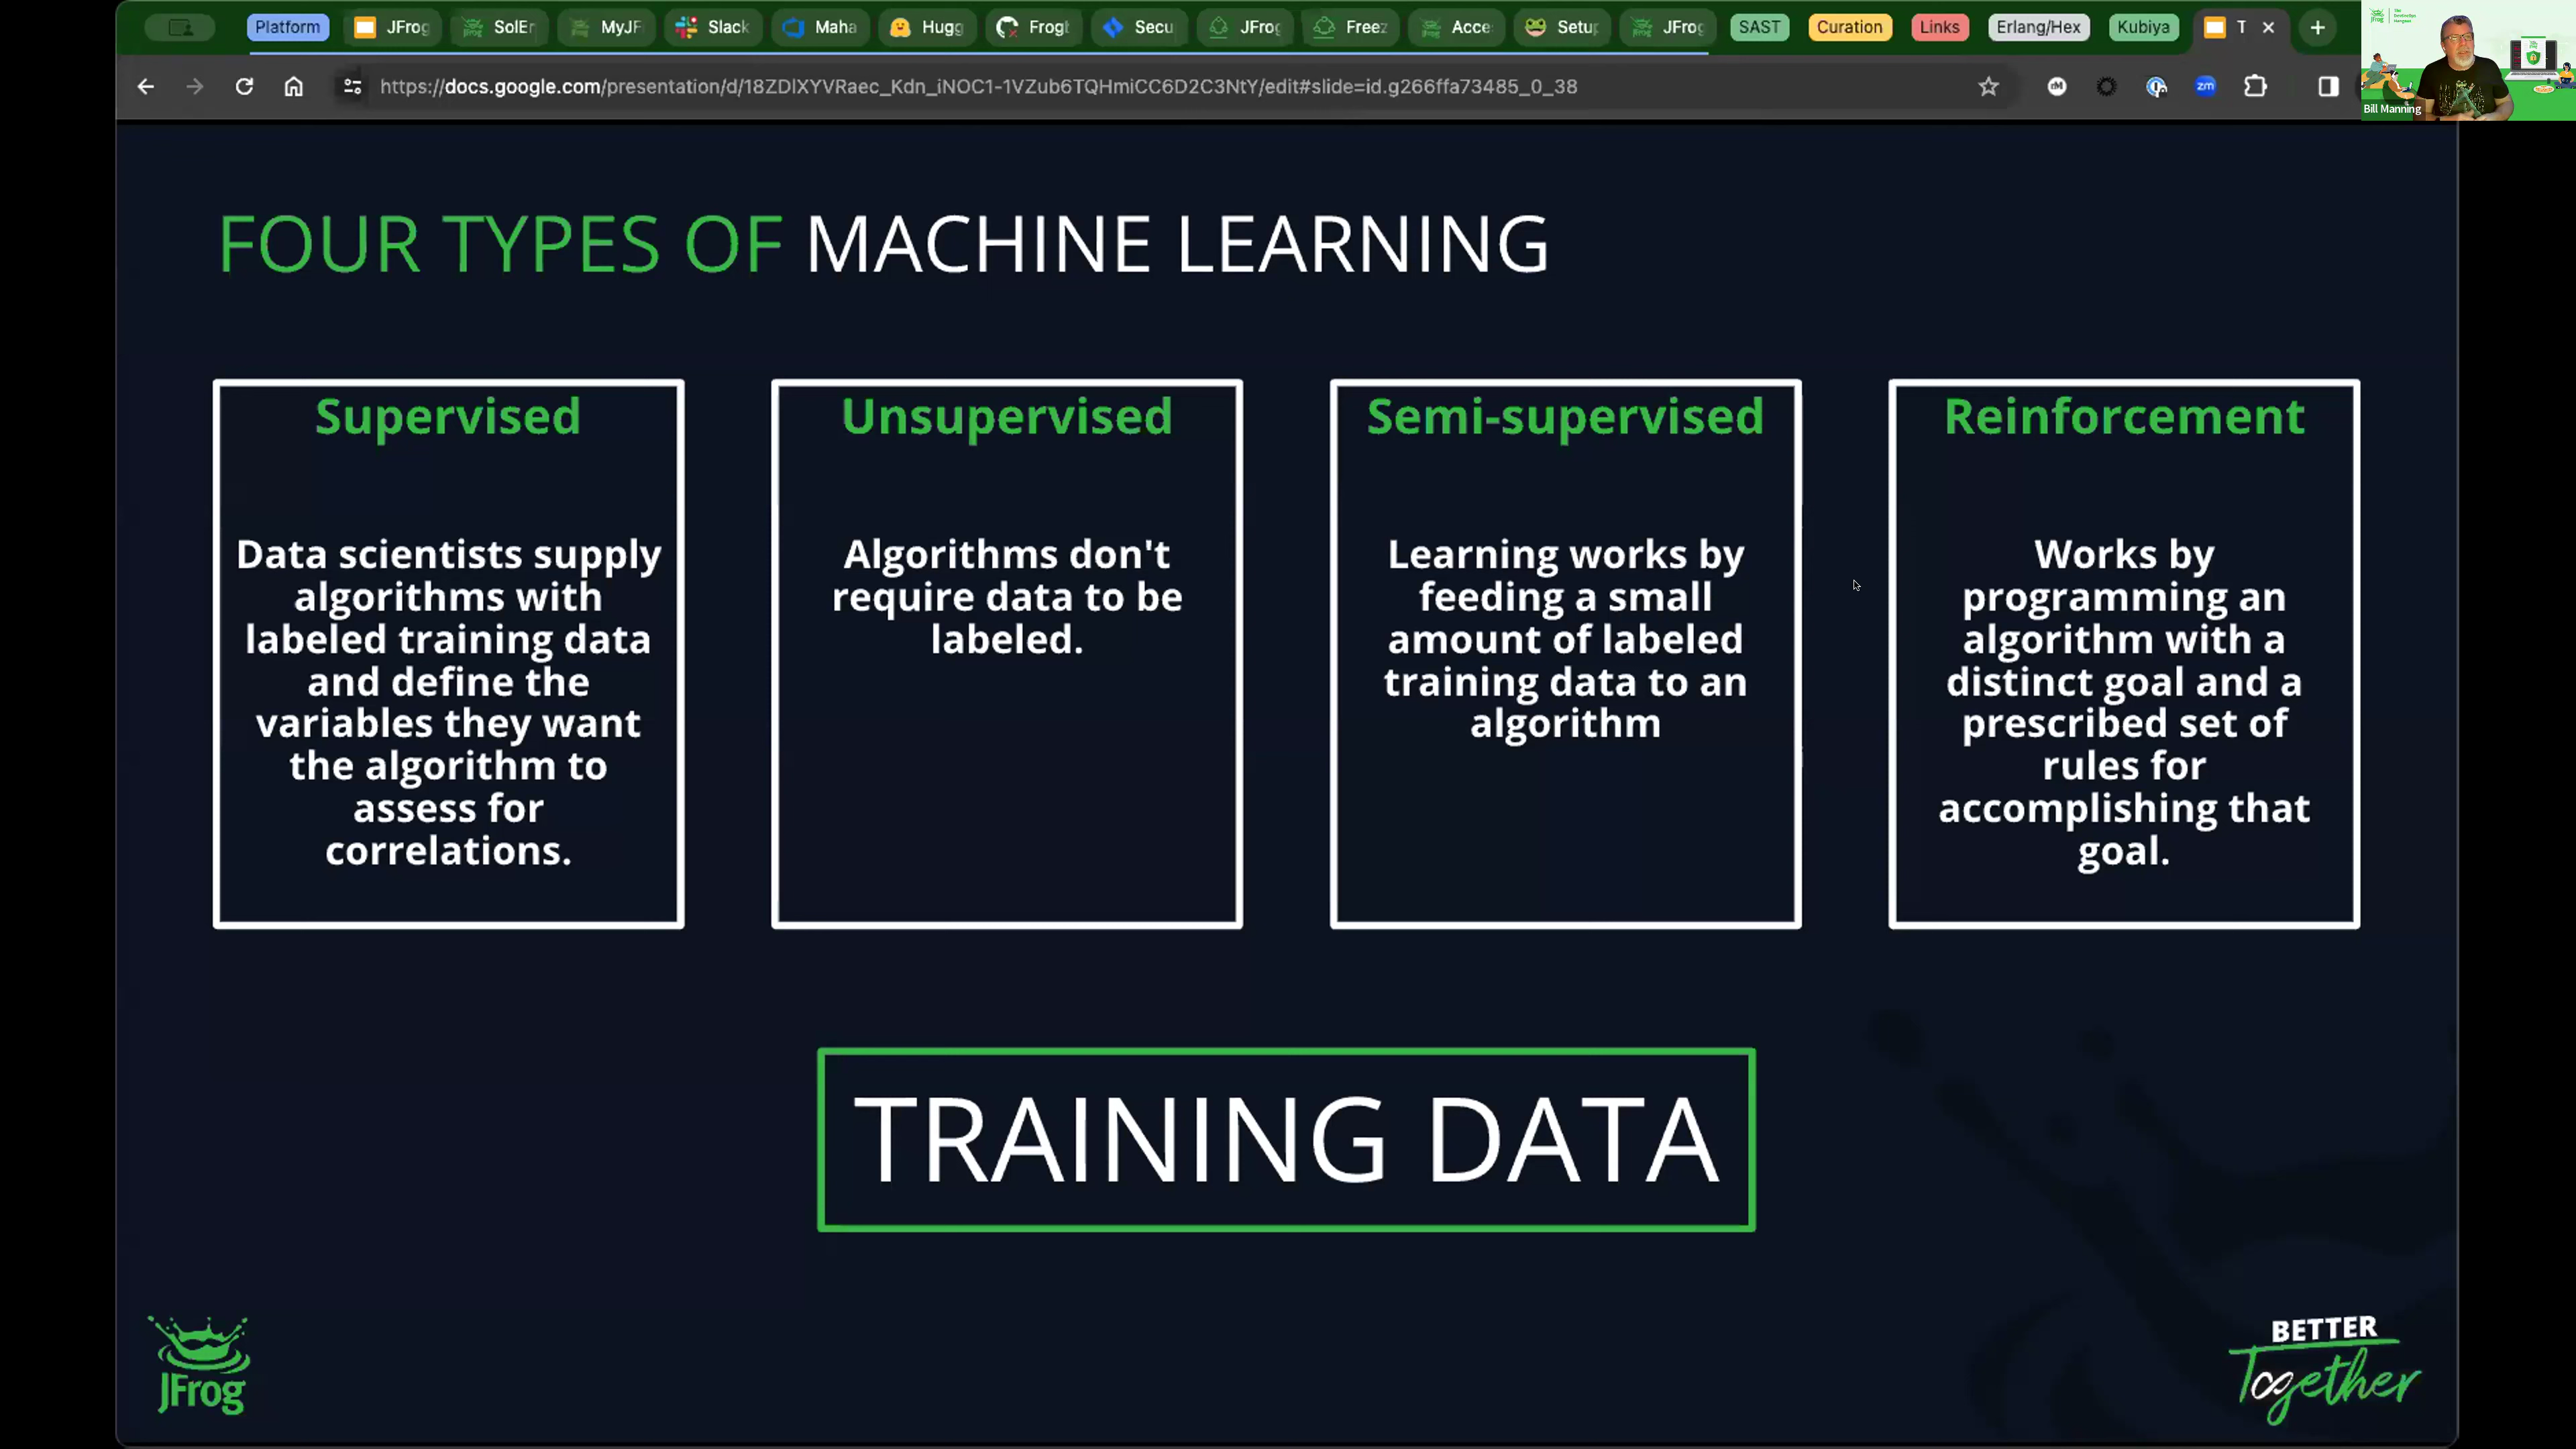 Platform JFrog SolEr MyJF Slack Maha Hugg Frogb Secu JFrog Freez Acce Setup JFrog SAST Curation Links Erlang/Hex Kubiya T
https://docs.google.com/presentation/d/18ZDlXYVRaec_Kdn_iNOC1-1VZub6TQHmiCC6D2C3NtY/edit#slide=id.g266ffa73485_0_38
zm
Bill Manning
FOUR TYPES OF MACHINE LEARNING
Supervised
Data scientists supply
algorithms with
labeled training data
and define the
variables they want
the algorithm to
assess for
correlations.
Unsupervised
Algorithms don't
require data to be
labeled.
Semi-supervised
Learning works by
feeding a small
amount of labeled
training data to an
algorithm
Reinforcement
Works by
programming an
algorithm with a
distinct goal and a
prescribed set of
rules for
accomplishing that
goal.
TRAINING DATA
JFrog
BETTER
Together